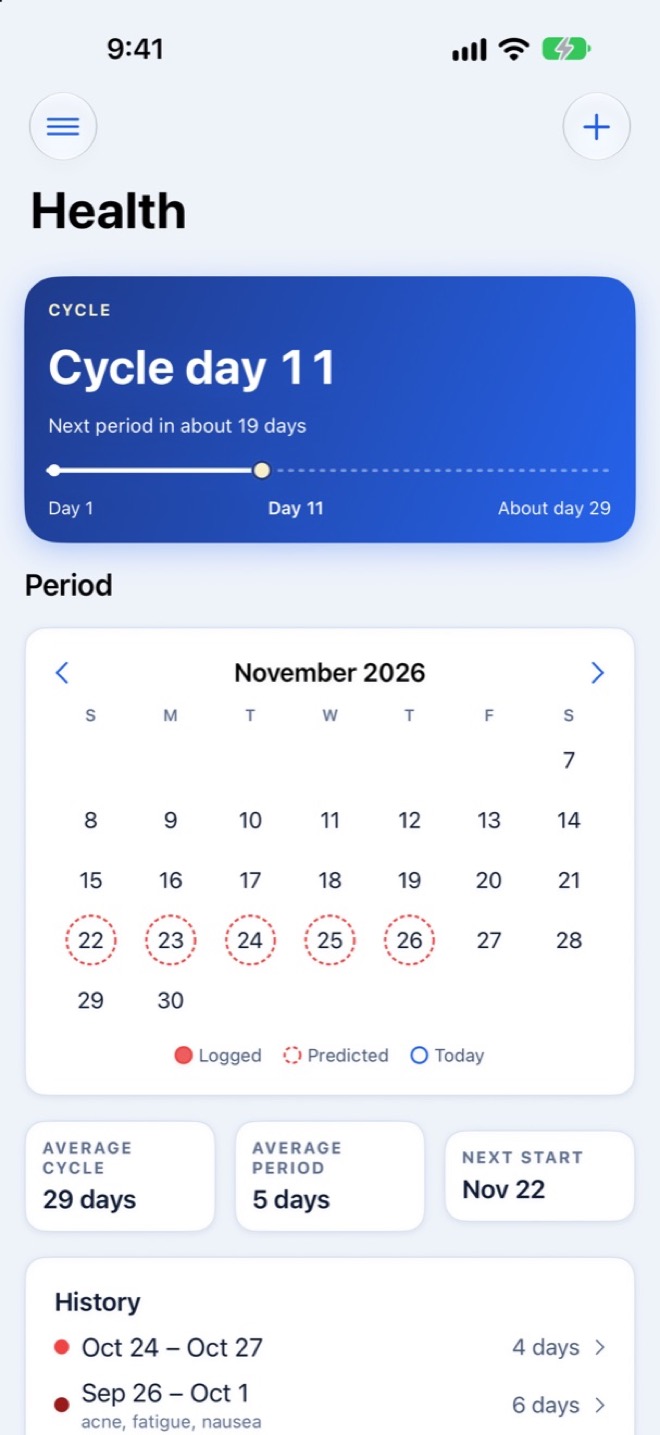 9:41
Health
CYCLE
Cycle day 11
Next period in about 19 days
Day 1 Day 11 About day 29
Period
November 2026
S M T W T F S
7
8 9 10 11 12 13 14
15 16 17 18 19 20 21
22 23 24 25 26 27 28
29 30
Logged Predicted Today
AVERAGE
CYCLE
29 days
AVERAGE
PERIOD
5 days
NEXT START
Nov 22
History
Oct 24 – Oct 27 4 days
Sep 26 – Oct 1 6 days
acne, fatigue, nausea